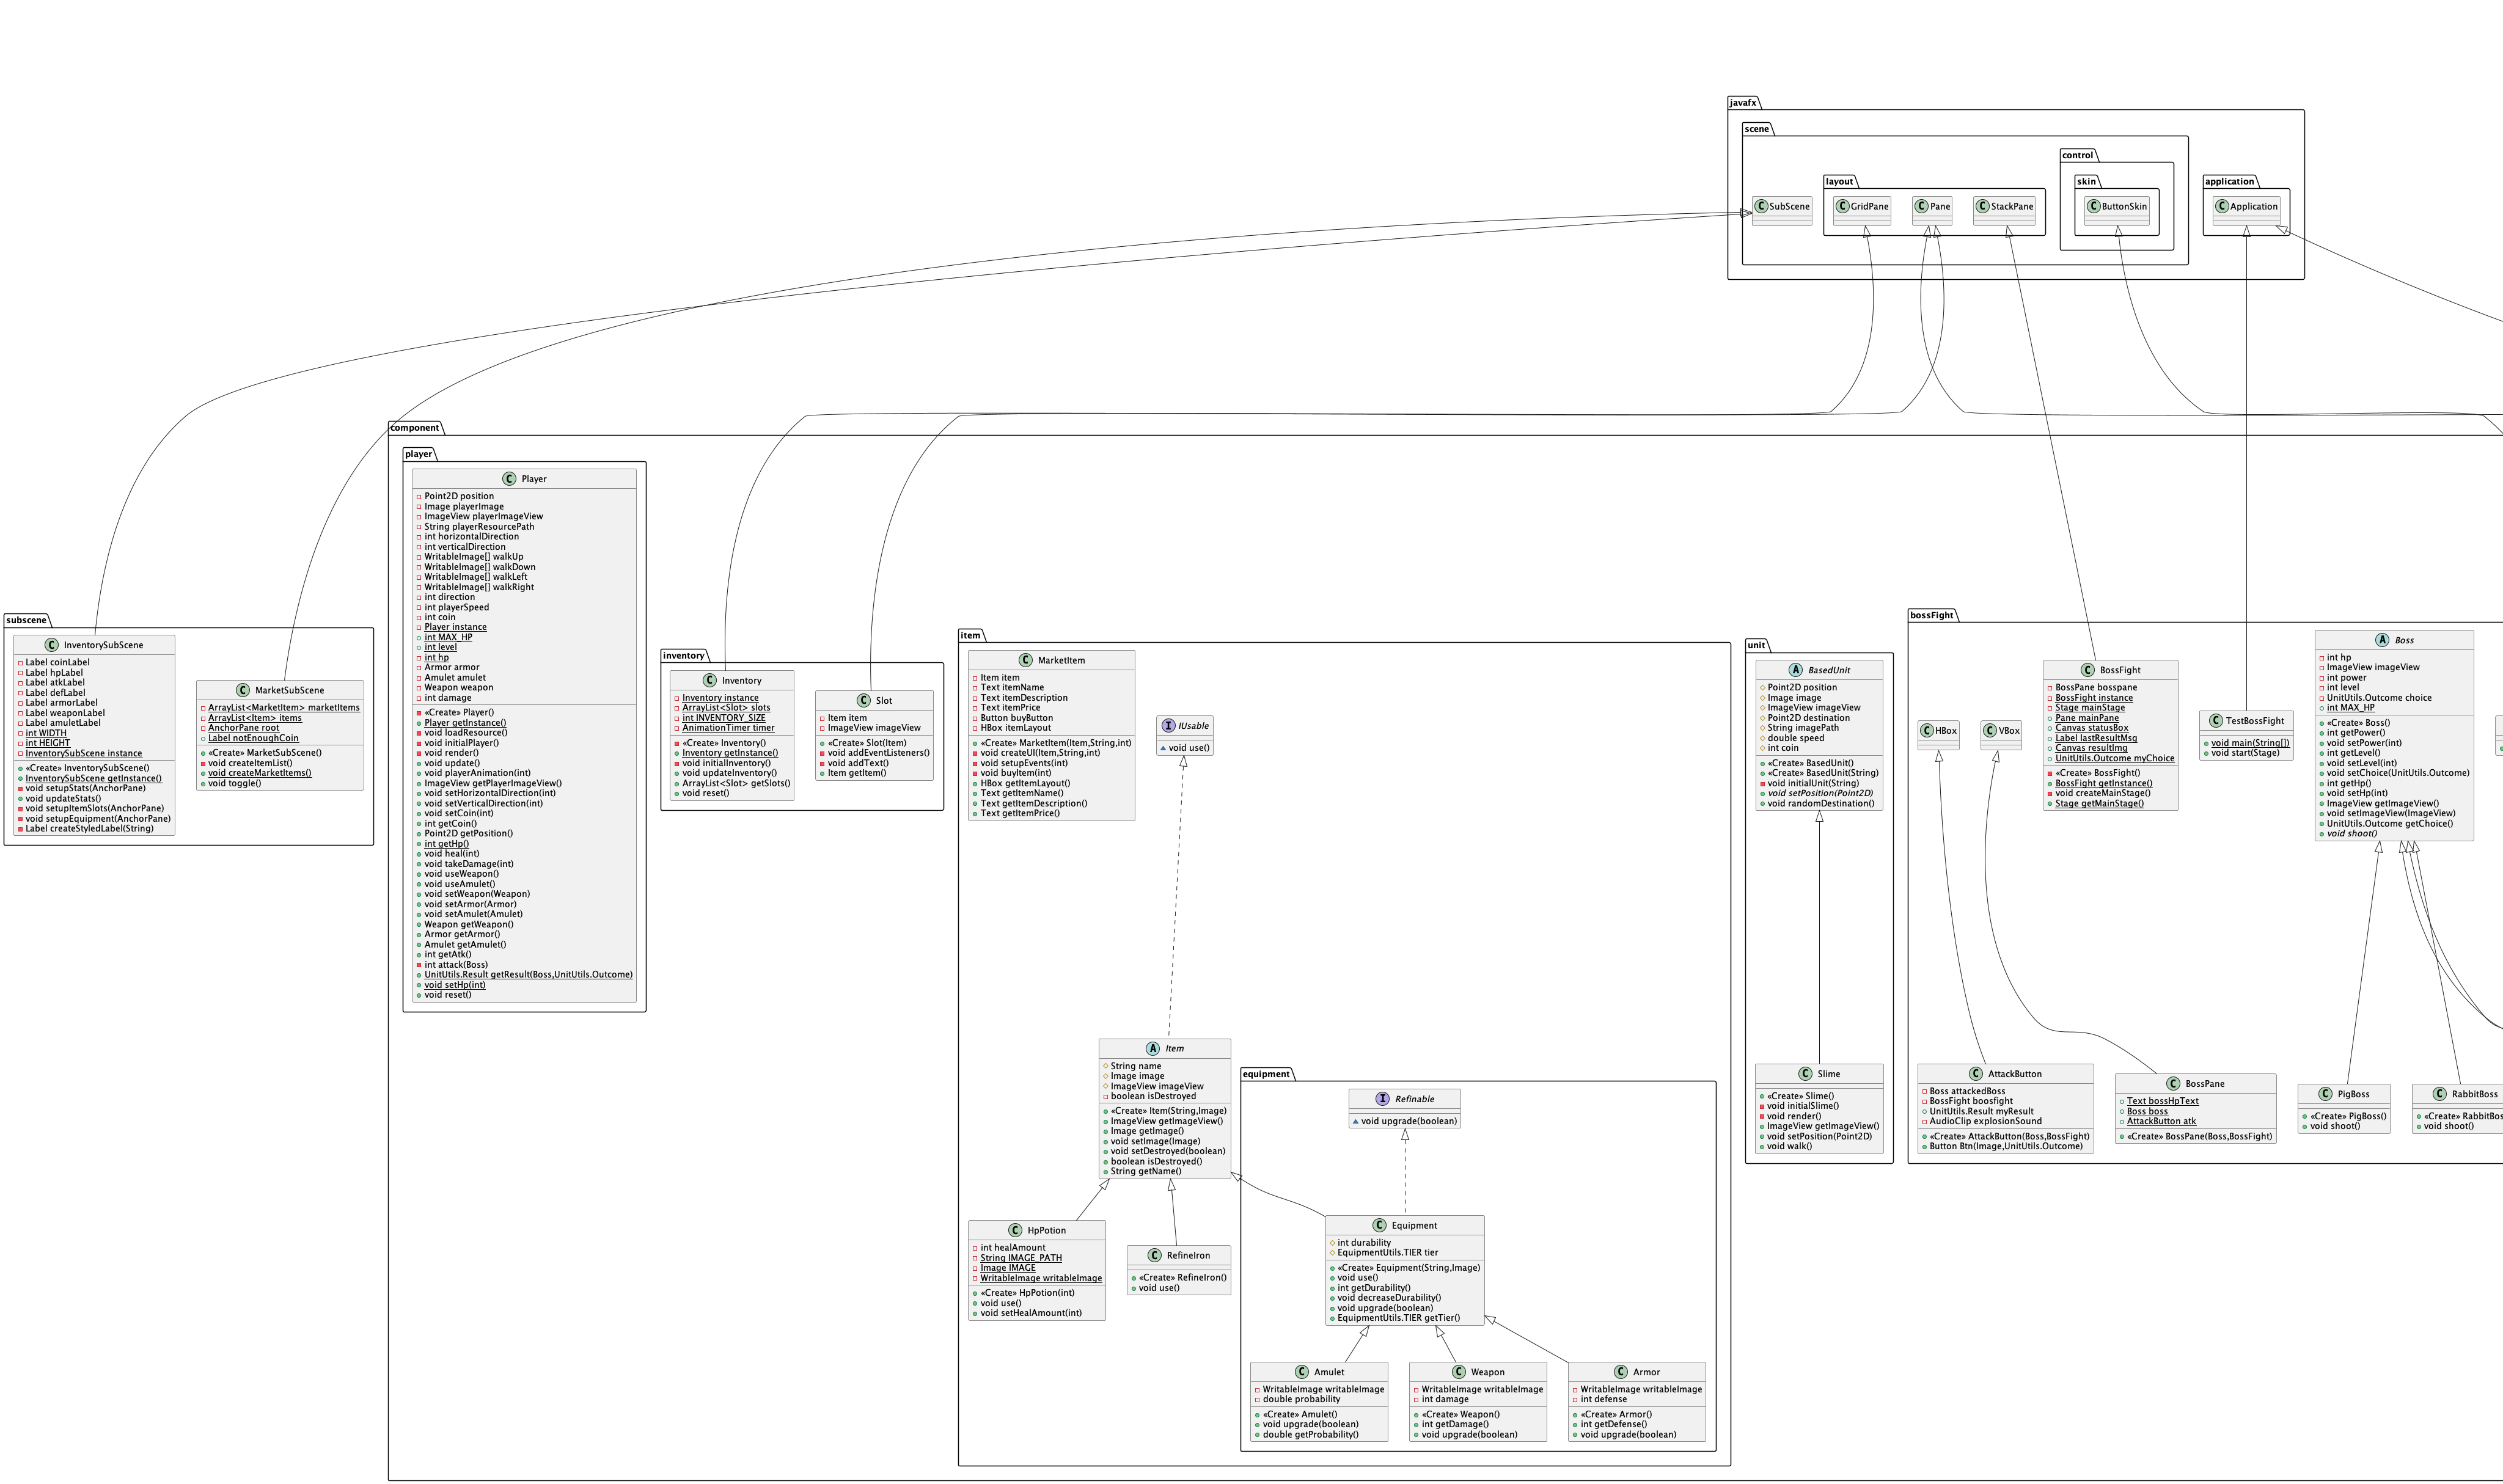 javafx
scene
control
layout
skin
application
SubScene
GridPane
Pane
StackPane
ButtonSkin
Application
component
player
Player
Point2D position
Image playerImage
ImageView playerImageView
String playerResourcePath
int horizontalDirection
int verticalDirection
WritableImage[] walkUp
WritableImage[] walkDown
WritableImage[] walkLeft
WritableImage[] walkRight
int direction
int playerSpeed
int coin
Player instance
int MAX_HP
int level
int hp
Armor armor
Amulet amulet
Weapon weapon
int damage
«Create» Player()
Player getInstance()
void loadResource()
void initialPlayer()
void render()
void update()
void playerAnimation(int)
ImageView getPlayerImageView()
void setHorizontalDirection(int)
void setVerticalDirection(int)
void setCoin(int)
int getCoin()
Point2D getPosition()
int getHp()
void heal(int)
void takeDamage(int)
void useWeapon()
void useAmulet()
void setWeapon(Weapon)
void setArmor(Armor)
void setAmulet(Amulet)
Weapon getWeapon()
Armor getArmor()
Amulet getAmulet()
int getAtk()
int attack(Boss)
UnitUtils.Result getResult(Boss,UnitUtils.Outcome)
void setHp(int)
void reset()
subscene
InventorySubScene
Label coinLabel
Label hpLabel
Label atkLabel
Label defLabel
Label armorLabel
Label weaponLabel
Label amuletLabel
int WIDTH
int HEIGHT
InventorySubScene instance
«Create» InventorySubScene()
InventorySubScene getInstance()
void setupStats(AnchorPane)
void updateStats()
void setupItemSlots(AnchorPane)
void setupEquipment(AnchorPane)
Label createStyledLabel(String)
MarketSubScene
ArrayList<MarketItem> marketItems
ArrayList<Item> items
AnchorPane root
Label notEnoughCoin
«Create» MarketSubScene()
void createItemList()
void createMarketItems()
void toggle()
inventory
Inventory
Inventory instance
ArrayList<Slot> slots
int INVENTORY_SIZE
AnimationTimer timer
«Create» Inventory()
Inventory getInstance()
void initialInventory()
void updateInventory()
ArrayList<Slot> getSlots()
void reset()
Slot
Item item
ImageView imageView
«Create» Slot(Item)
void addEventListeners()
void addText()
Item getItem()
item
MarketItem
Item item
Text itemName
Text itemDescription
Text itemPrice
Button buyButton
HBox itemLayout
«Create» MarketItem(Item,String,int)
void createUI(Item,String,int)
void setupEvents(int)
void buyItem(int)
HBox getItemLayout()
Text getItemName()
Text getItemDescription()
Text getItemPrice()
IUsable
void use()
Item
String name
Image image
ImageView imageView
boolean isDestroyed
«Create» Item(String,Image)
ImageView getImageView()
Image getImage()
void setImage(Image)
void setDestroyed(boolean)
boolean isDestroyed()
String getName()
HpPotion
int healAmount
String IMAGE_PATH
Image IMAGE
WritableImage writableImage
«Create» HpPotion(int)
void use()
void setHealAmount(int)
RefineIron
«Create» RefineIron()
void use()
equipment
Refinable
void upgrade(boolean)
Equipment
int durability
EquipmentUtils.TIER tier
«Create» Equipment(String,Image)
void use()
int getDurability()
void decreaseDurability()
void upgrade(boolean)
EquipmentUtils.TIER getTier()
Amulet
WritableImage writableImage
double probability
«Create» Amulet()
void upgrade(boolean)
double getProbability()
Weapon
WritableImage writableImage
int damage
«Create» Weapon()
int getDamage()
void upgrade(boolean)
Armor
WritableImage writableImage
int defense
«Create» Armor()
int getDefense()
void upgrade(boolean)
unit
BasedUnit
Point2D position
Image image
ImageView imageView
Point2D destination
String imagePath
double speed
int coin
«Create» BasedUnit()
«Create» BasedUnit(String)
void initialUnit(String)
void setPosition(Point2D)
void randomDestination()
Slime
«Create» Slime()
void initialSlime()
void render()
ImageView getImageView()
void setPosition(Point2D)
void walk()
bossFight
HBox
VBox
BossFight
BossPane bosspane
BossFight instance
Stage mainStage
Pane mainPane
Canvas statusBox
Label lastResultMsg
Canvas resultImg
UnitUtils.Outcome myChoice
«Create» BossFight()
BossFight getInstance()
void createMainStage()
Stage getMainStage()
TestBossFight
void main(String[])
void start(Stage)
Boss
int hp
ImageView imageView
int power
int level
UnitUtils.Outcome choice
int MAX_HP
«Create» Boss()
int getPower()
void setPower(int)
int getLevel()
void setLevel(int)
void setChoice(UnitUtils.Outcome)
int getHp()
void setHp(int)
ImageView getImageView()
void setImageView(ImageView)
UnitUtils.Outcome getChoice()
void shoot()
AttackButton
Boss attackedBoss
BossFight boosfight
UnitUtils.Result myResult
AudioClip explosionSound
«Create» AttackButton(Boss,BossFight)
Button Btn(Image,UnitUtils.Outcome)
BossPane
Text bossHpText
Boss boss
AttackButton atk
«Create» BossPane(Boss,BossFight)
PigBoss
«Create» PigBoss()
void shoot()
RabbitBoss
«Create» RabbitBos
void shoot()